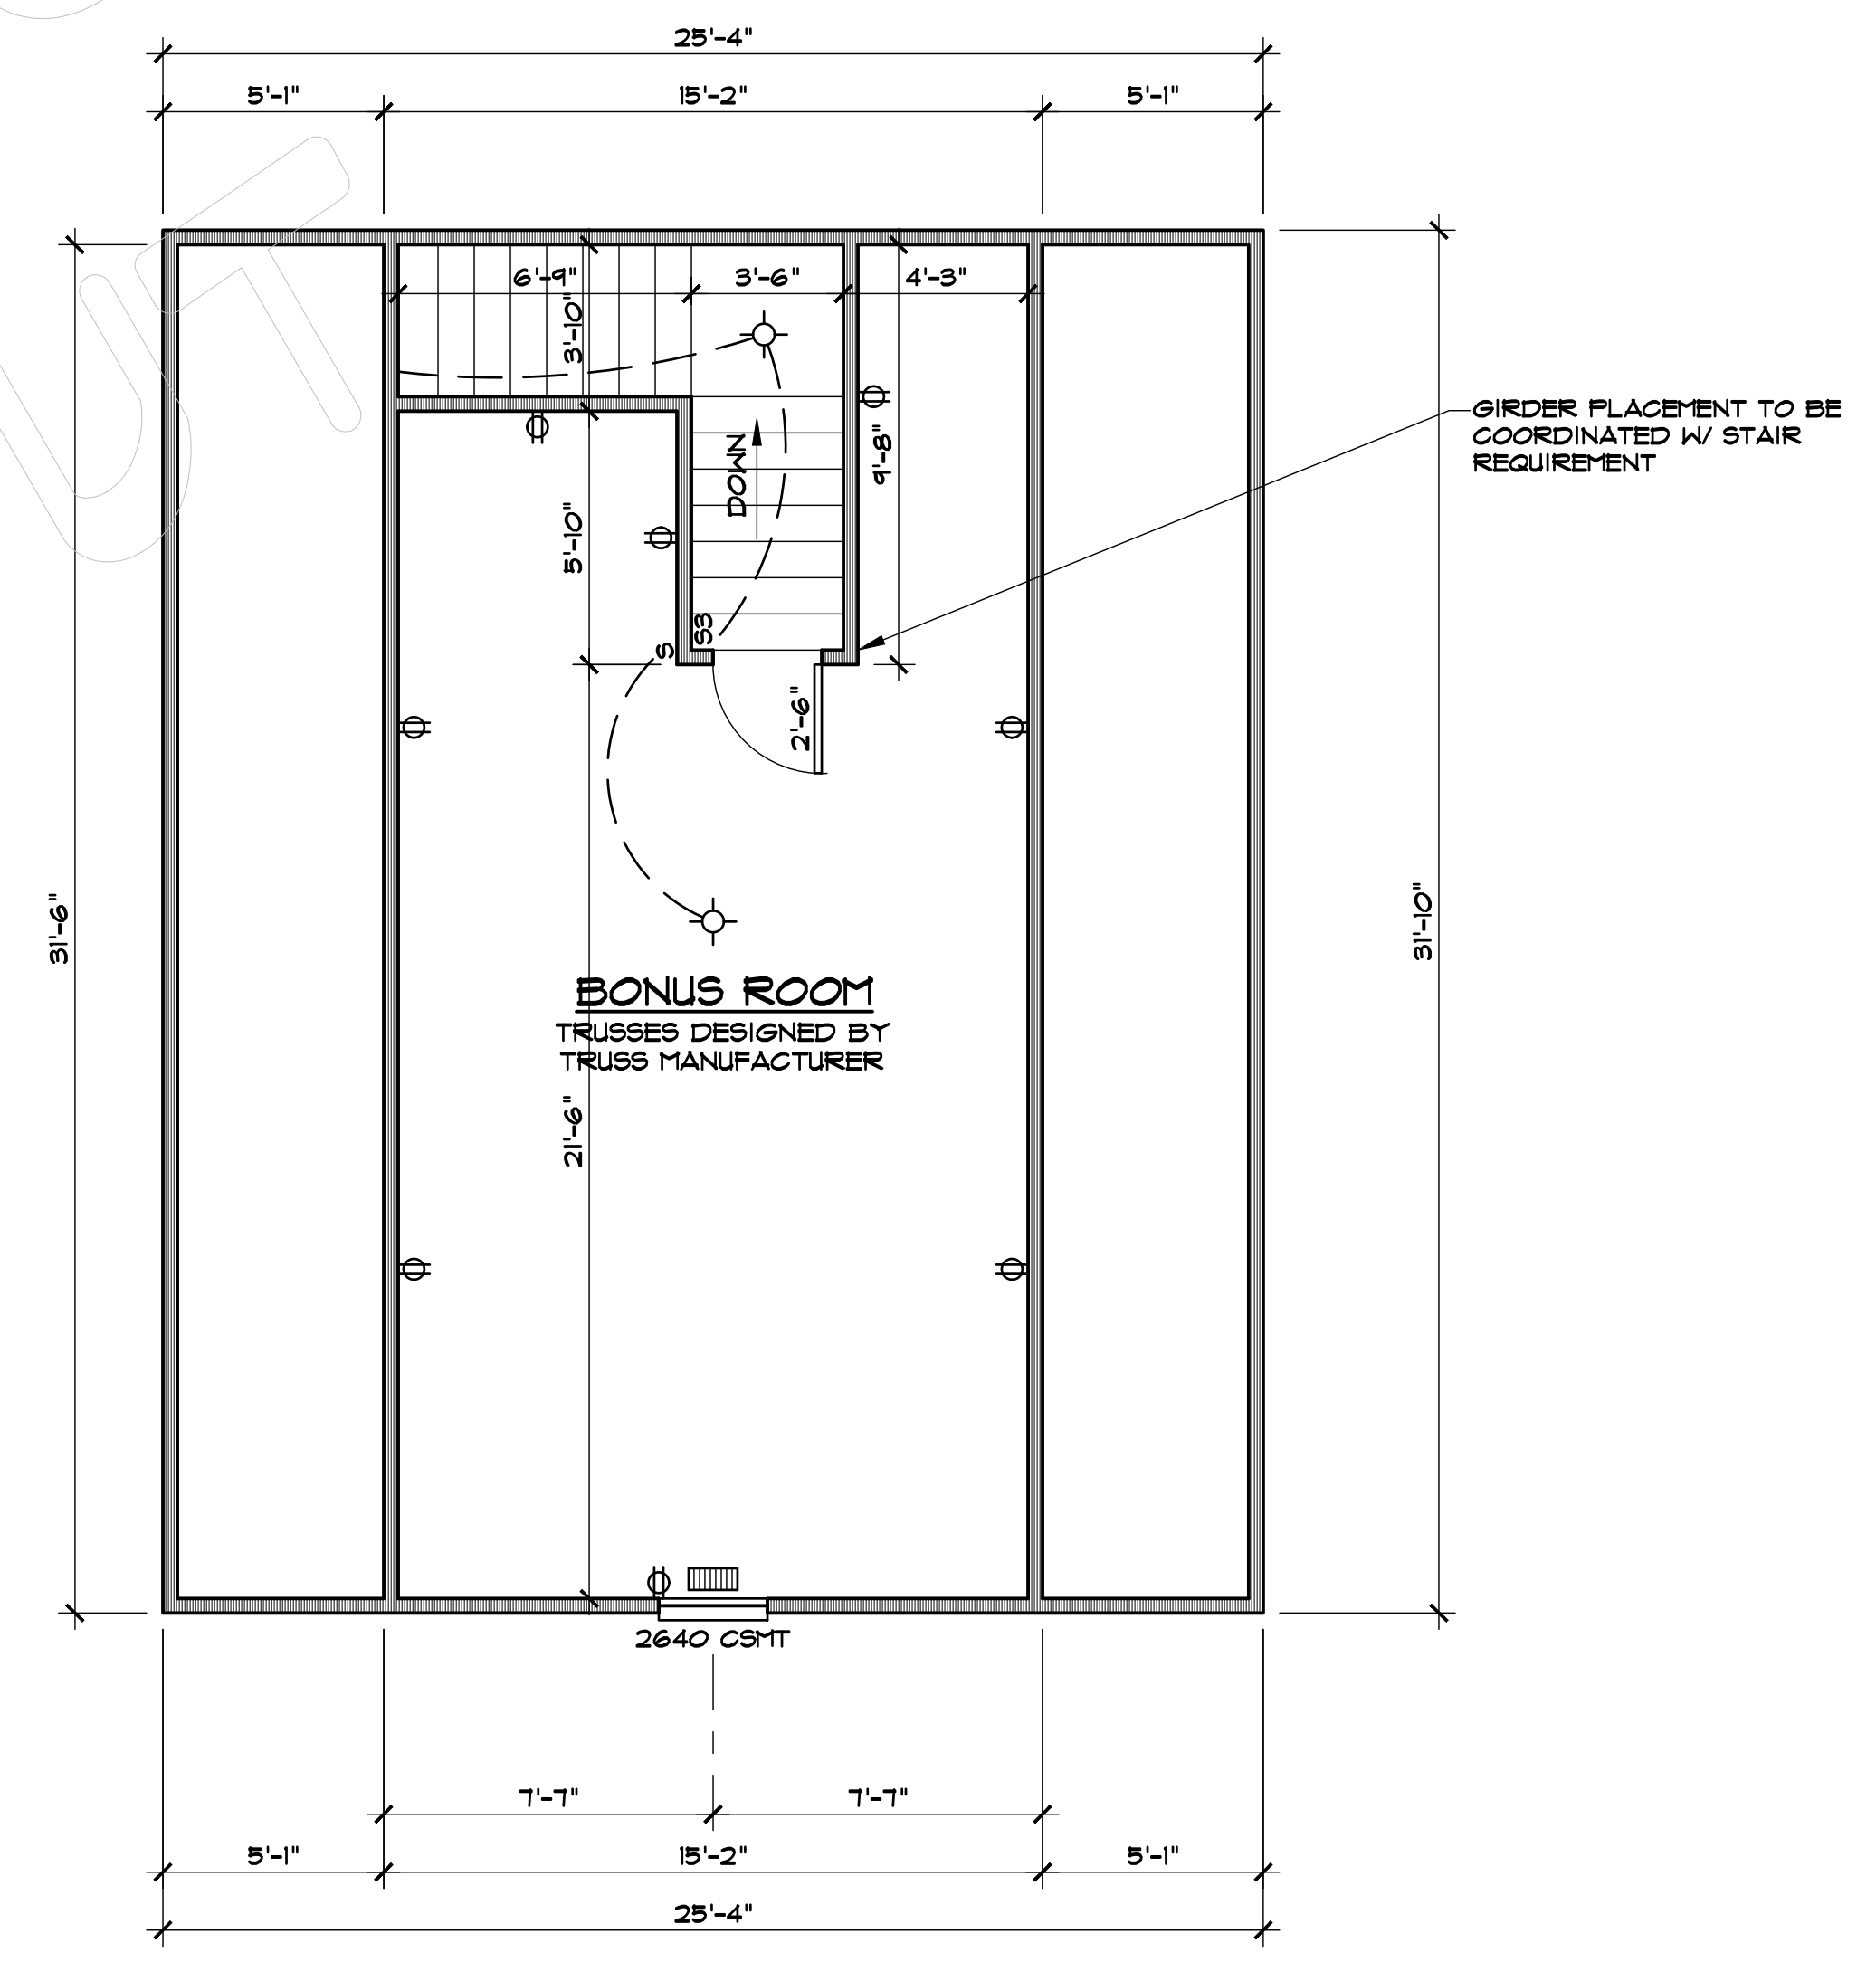 25'-4"
5'-1"
15'-2"
5'-1"
6'-9"
3'-6"
4'-3"
3'-10"
GIRDER PLACEMENT TO BE
COORDINATED W/ STAIR
REQUIREMENT
DOWN
9'-8"
5'-10"
S
S3
2'-6"
31'-6"
31'-10"
BONUS ROOM
TRUSSES DESIGNED BY
TRUSS MANUFACTURER
21'-6"
2640 CSMT
7'-7"
7'-7"
5'-1"
15'-2"
5'-1"
25'-4"